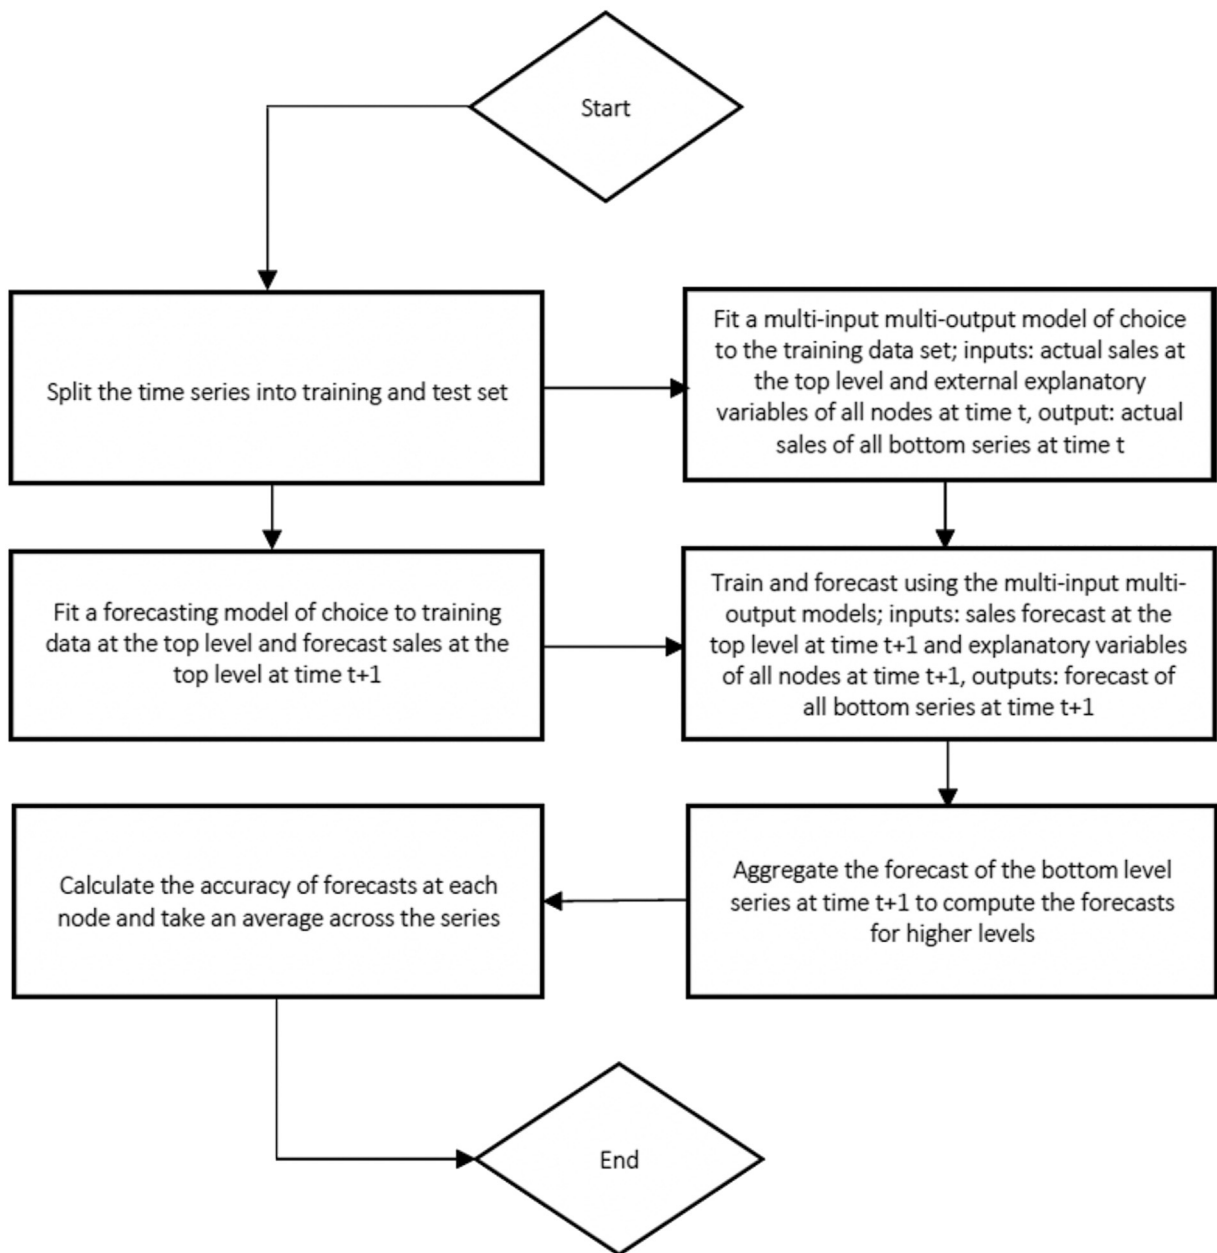 Start
Split the time series into training and test set
Fit a multi-input multi-output model of choice
to the training data set; inputs: actual sales at
the top level and external explanatory
variables of all nodes at time t, output: actual
sales of all bottom series at time t
Fit a forecasting model of choice to training
data at the top level and forecast sales at the
top level at time t+1
Train and forecast using the multi-input multi-
output models; inputs: sales forecast at the
top level at time t+1 and explanatory variables
of all nodes at time t+1, outputs: forecast of
all bottom series at time t+1
Calculate the accuracy of forecasts at each
node and take an average across the series
Aggregate the forecast of the bottom level
series at time t+1 to compute the forecasts
for higher levels
End